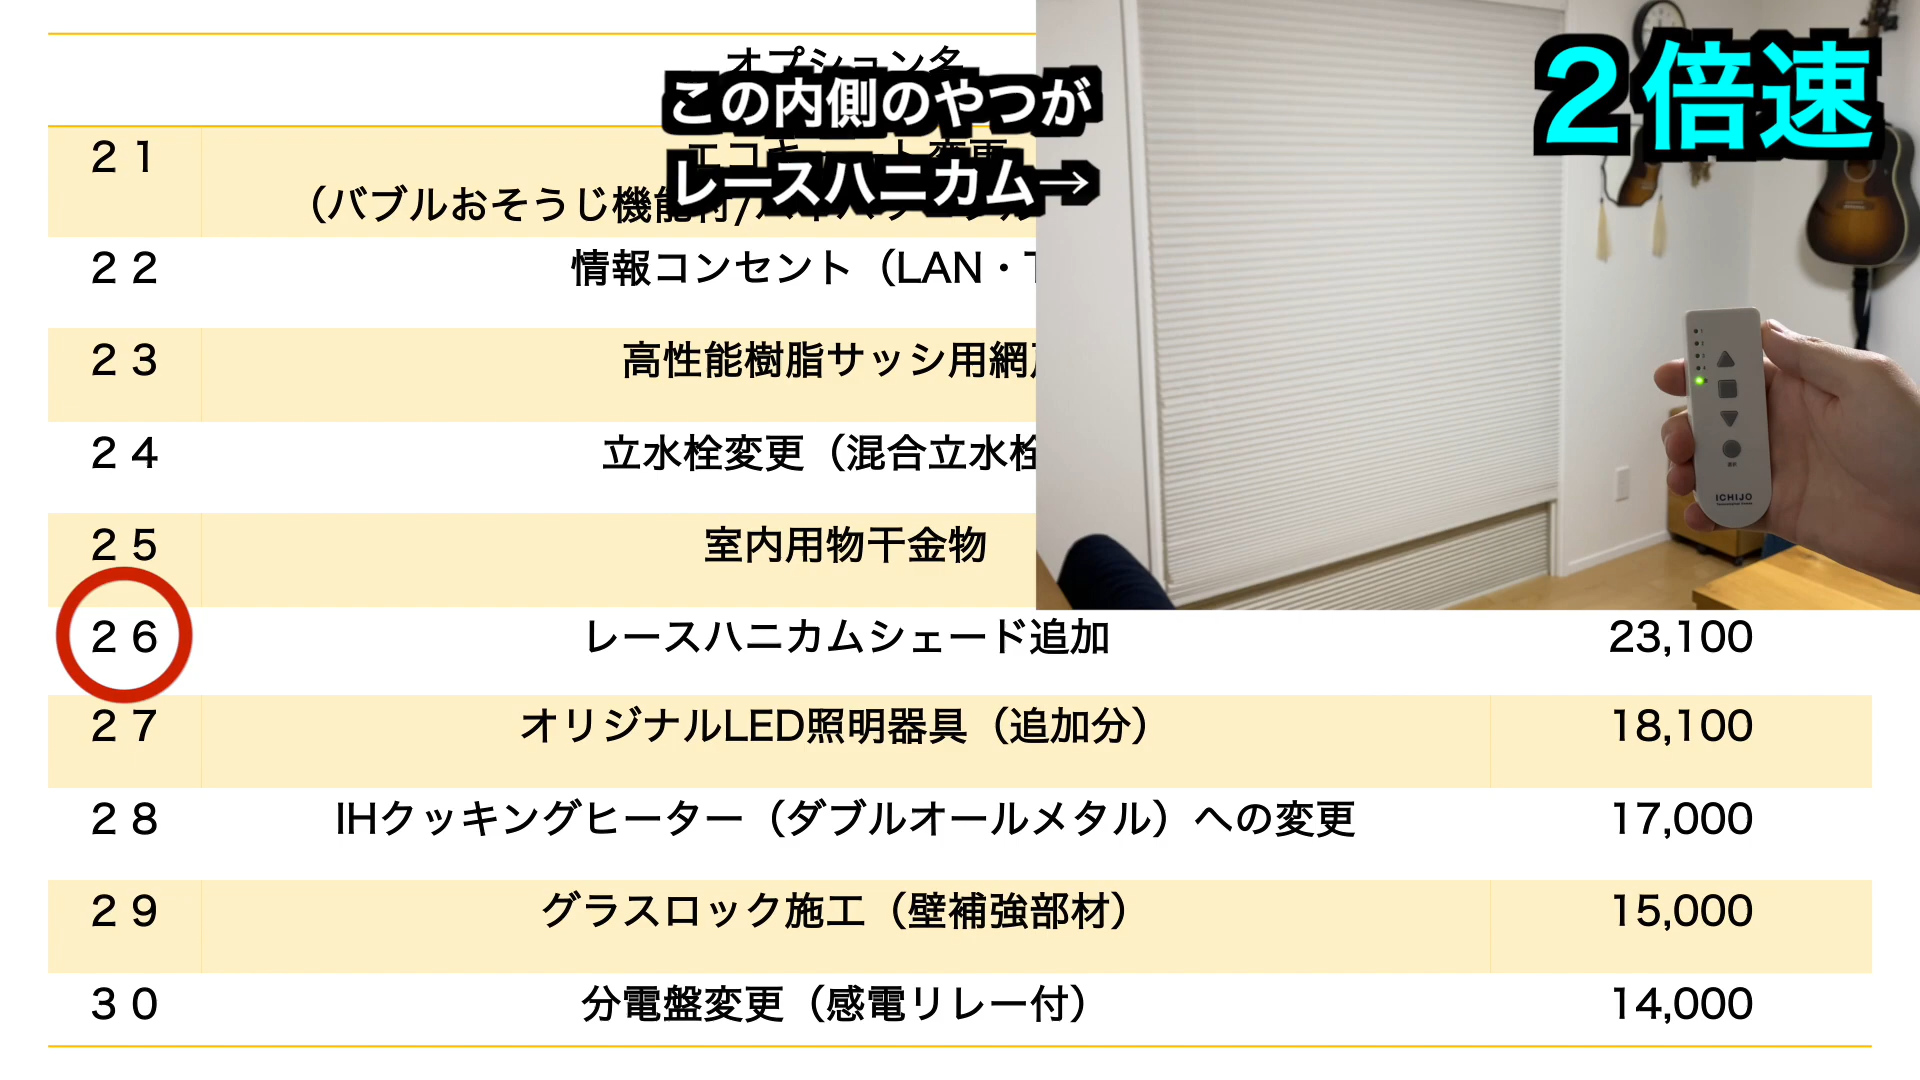 オプション名
この内側のやつが
レースハニカム→
２倍速
２１
（バブルおそうじ機能付/
２２
情報コンセント（LAN・T
２３
高性能樹脂サッシ用網
２４
立水栓変更（混合立水栓
２５
室内用物干金物
２６
レースハニカムシェード追加
23,100
２７
オリジナルLED照明器具（追加分）
18,100
２８
IHクッキングヒーター（ダブルオールメタル）への変更
17,000
２９
グラスロック施工（壁補強部材）
15,000
３０
分電盤変更（感電リレー付）
14,000
ICHIJO